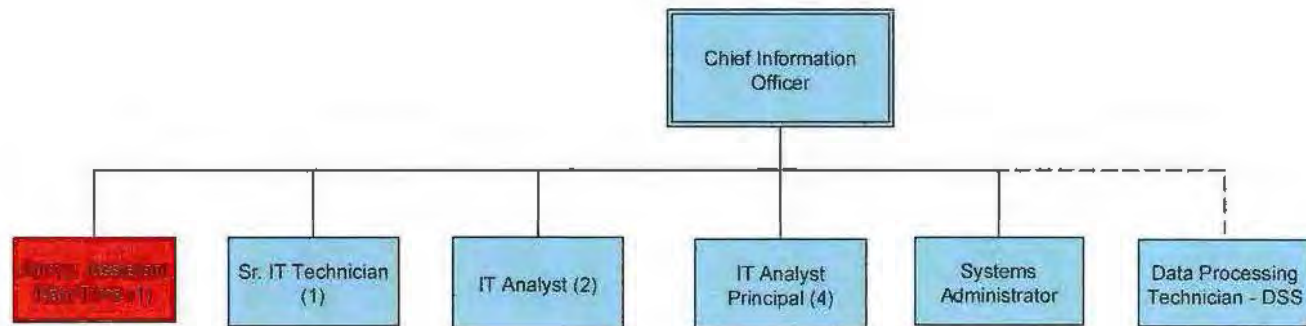 Chief Information
Officer
Sr. IT Technician
(1)
IT Analyst (2)
IT Analyst
Principal (4)
Systems
Administrator
Data Processing
Technician - DSS